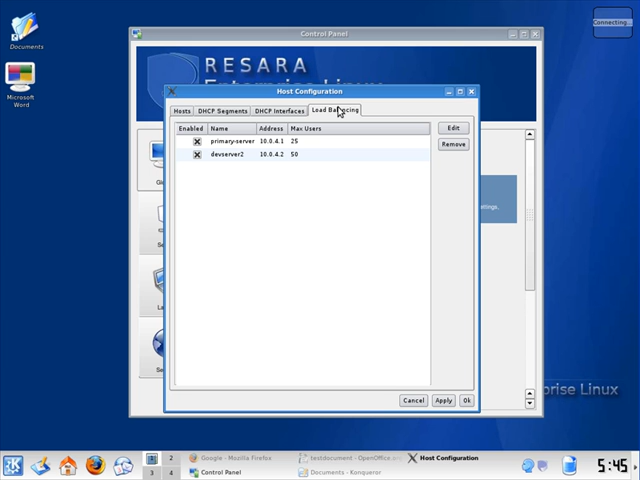 Documents
Microsoft
Word
Connecting...
Control Panel
RESARA
Host Configuration
Hosts DHCP Segments DHCP Interfaces Load Balancing
Enabled Name Address Max Users
primary-server 10.0.4.1 25
devserver2 10.0.4.2 50
Edit
Remove
ettings.
Cancel Apply Ok
prise Linux
1 2
3 4
Google - Mozilla Firefox
testdocument - OpenOffice.o
Host Configuration
Control Panel
Documents - Konqueror
5:45